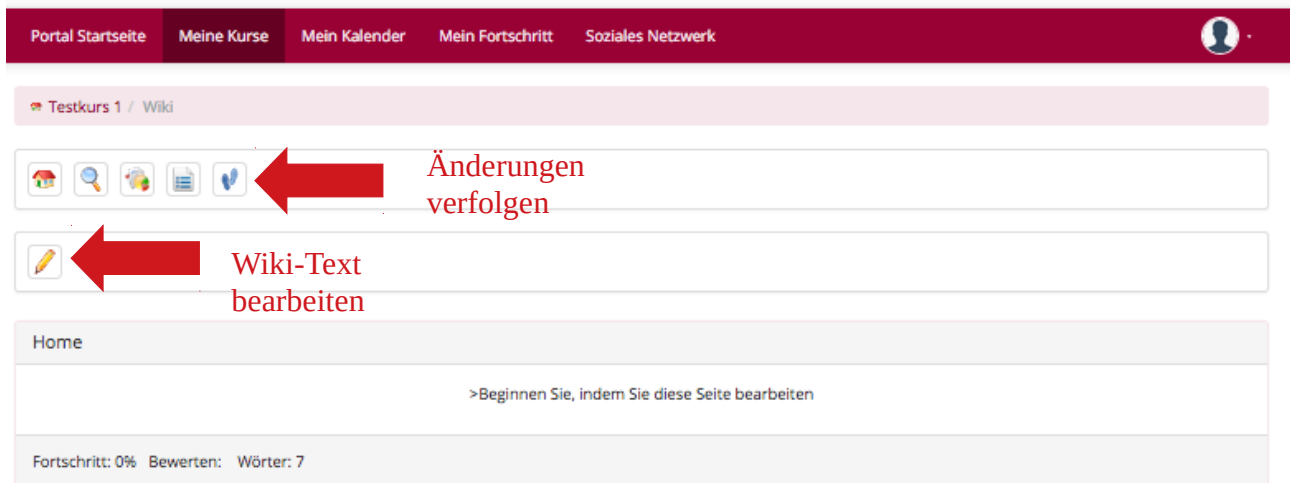 Portal Startseite Meine Kurse Mein Kalender Mein Fortschritt Soziales Netzwerk
Testkurs 1 / Wiki
Änderungen
verfolgen
Wiki-Text
bearbeiten
Home
>Beginnen Sie, indem Sie diese Seite bearbeiten
Fortschritt: 0% Bewerten: Wörter: 7